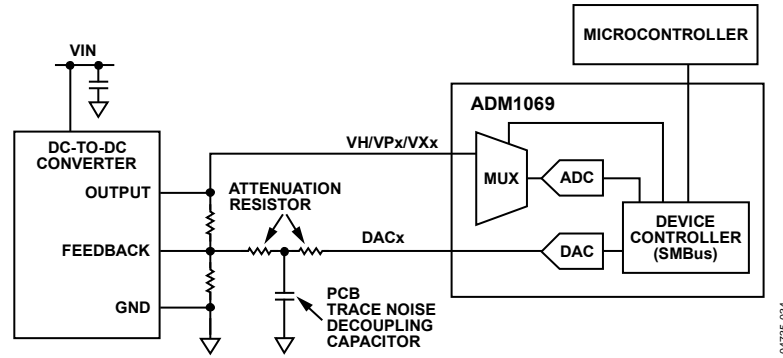 VIN
DC-TO-DC
CONVERTER
OUTPUT
FEEDBACK
GND
ATTENUATION
RESISTOR
PCB
TRACE NOISE
DECOUPLING
CAPACITOR
VH/VPx/VXx
DACx
MICROCONTROLLER
ADM1069
MUX
ADC
DAC
DEVICE
CONTROLLER
(SMBus)